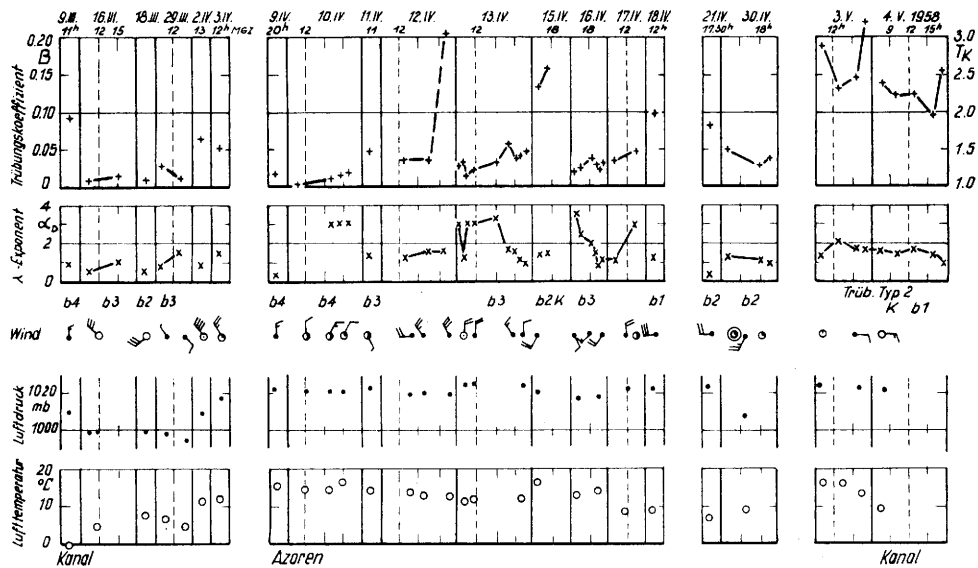 9.III. 16.III. 18.III. 29.III. 2.IV. 3.IV. 9.IV. 10.IV. 11.IV. 12.IV. 13.IV. 15.IV. 16.IV. 17.IV. 18.IV. 21.IV. 30.IV. 3.V. 4.V. 1958
11h 12 15 12 12h MGZ 20h 12 11 12 12 18 18 12 12h 17.30h 18 12h 9 12 15h
0.20 3.0
B TK
0.15 2.5
0.10 2.0
0.05 1.5
0 1.0
Trübungskoeffizient
4
αD
2
0
λ-Exponent
b4 b3 b2 b3 b4 b4 b3 b3 b2 K b3 b1 b2 b2 Trüb. Typ 2
K b1
Wind
1020
mb
1000
Luftdruck
20
°C
10
0
Lufttemperatur
Kanal Azoren Kanal